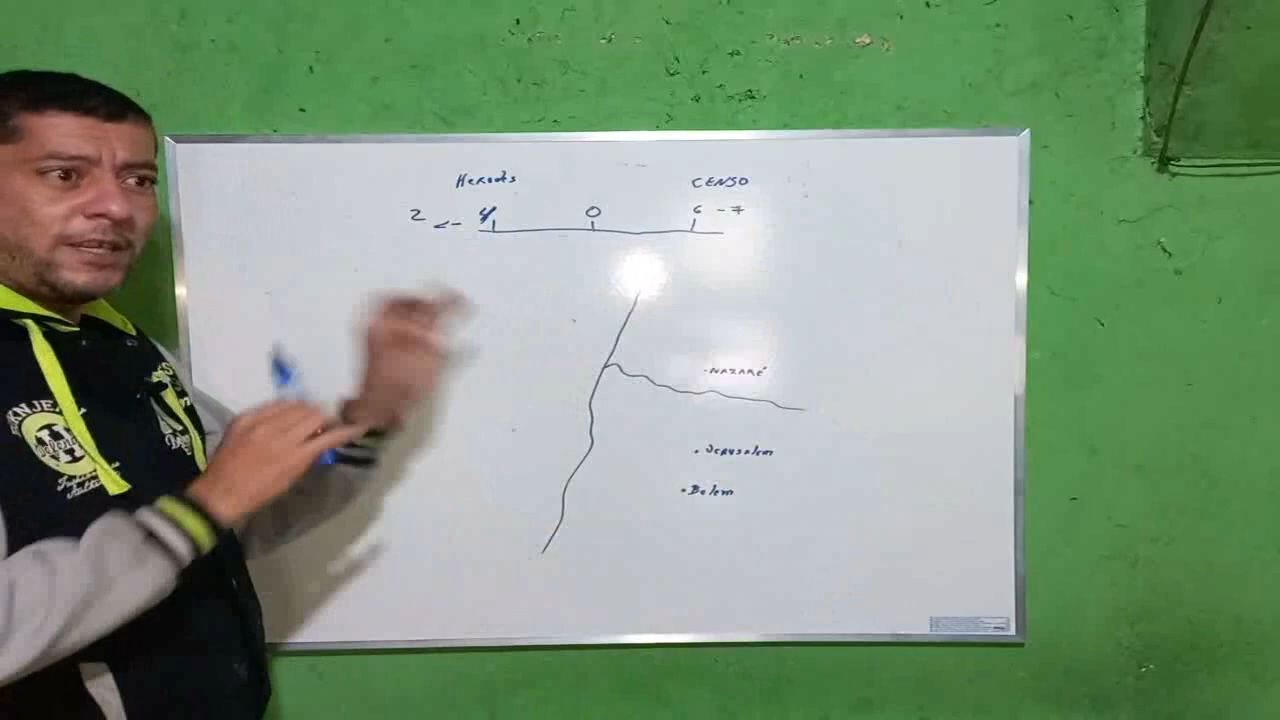 Herodes CENSO
2 <- 4 0 6 -7
NAZARÉ
Jerusalem
Belem